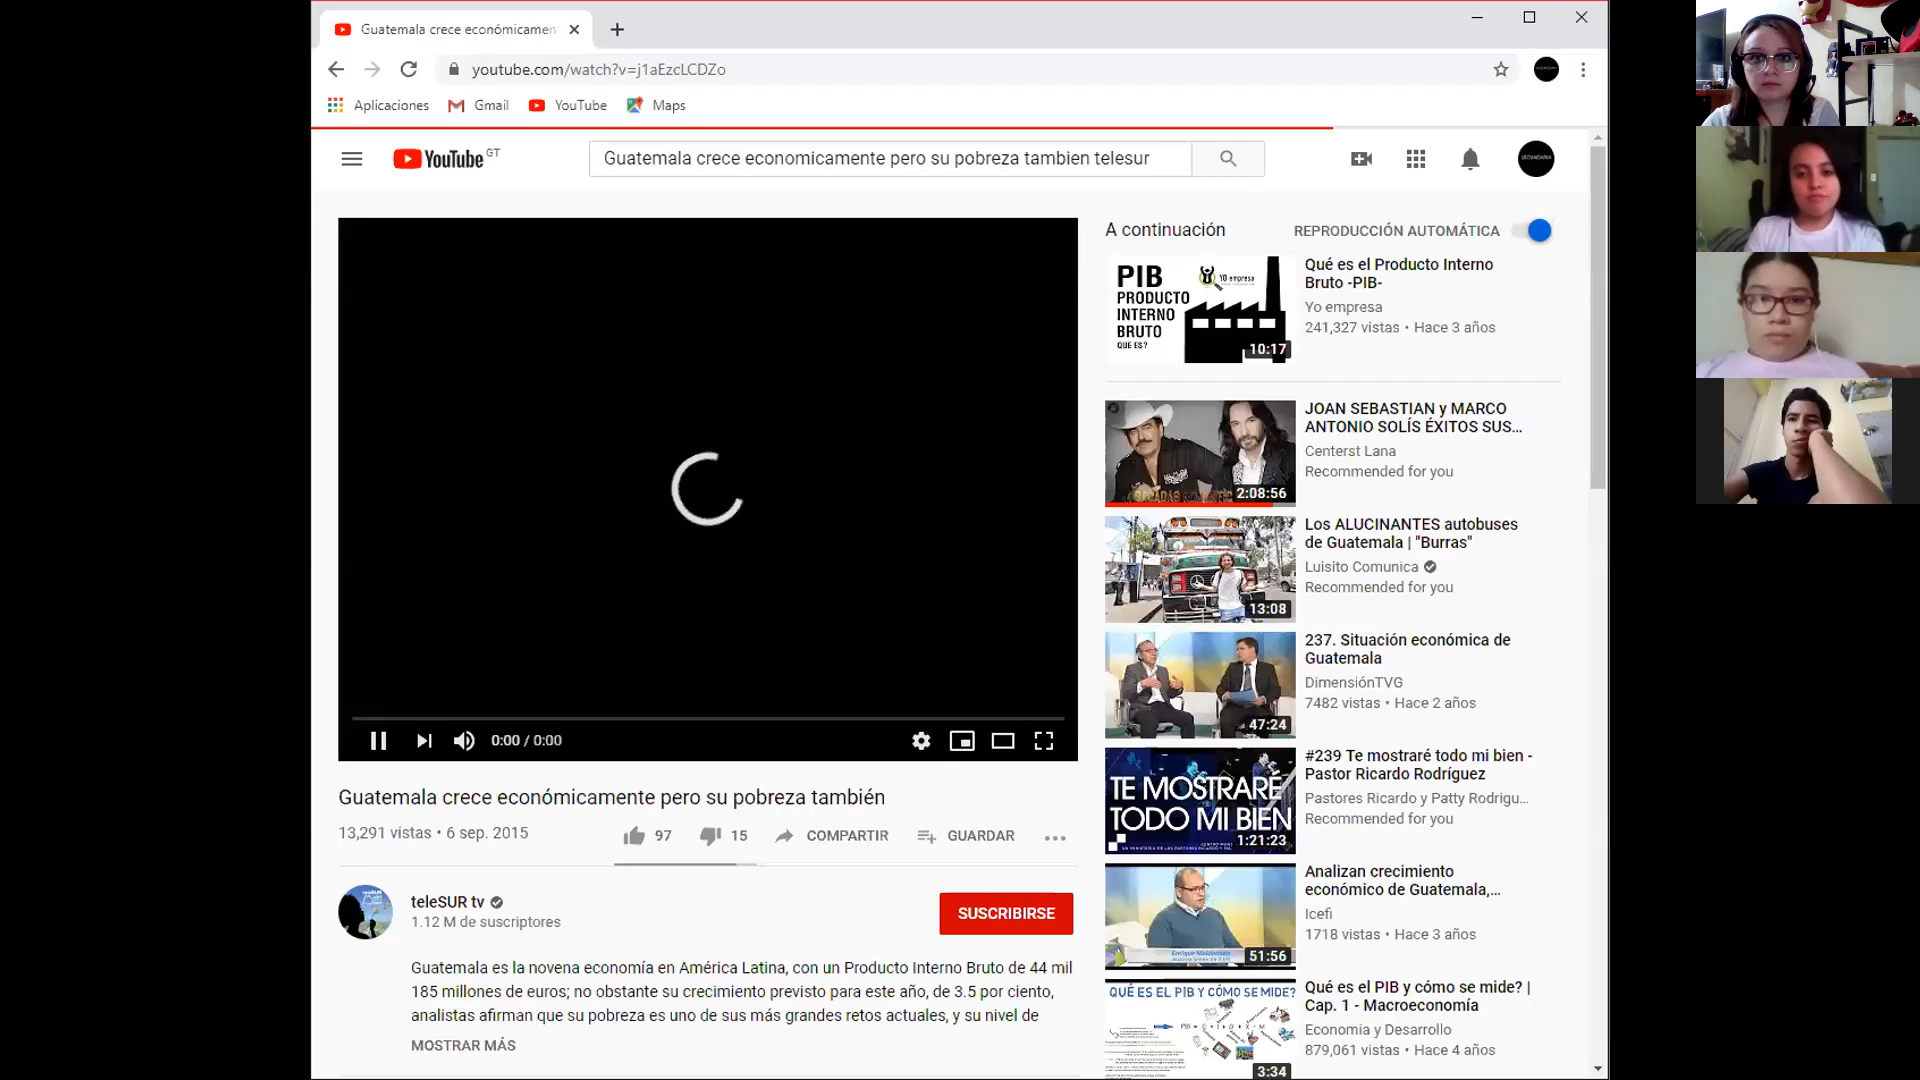 Guatemala crece económicamen
youtube.com/watch?v=j1aEzcLCDZo
Aplicaciones
Gmail
YouTube
Maps
YouTube GT
Guatemala crece economicamente pero su pobreza tambien telesur
0:00 / 0:00
Guatemala crece económicamente pero su pobreza también
13,291 vistas • 6 sep. 2015
97
15
COMPARTIR
GUARDAR
teleSUR tv
1.12 M de suscriptores
SUSCRIBIRSE
Guatemala es la novena economía en América Latina, con un Producto Interno Bruto de 44 mil
185 millones de euros; no obstante su crecimiento previsto para este año, de 3.5 por ciento,
analistas afirman que su pobreza es uno de sus más grandes retos actuales, y su nivel de
MOSTRAR MÁS
A continuación
REPRODUCCIÓN AUTOMÁTICA
PIB
PRODUCTO
INTERNO
BRUTO
QUE ES?
Yo empresa
10:17
Qué es el Producto Interno
Bruto -PIB-
Yo empresa
241,327 vistas • Hace 3 años
2:08:56
JOAN SEBASTIAN y MARCO
ANTONIO SOLÍS ÉXITOS SUS...
Centerst Lana
Recommended for you
13:08
Los ALUCINANTES autobuses
de Guatemala | "Burras"
Luisito Comunica
Recommended for you
47:24
237. Situación económica de
Guatemala
DimensiónTVG
7482 vistas • Hace 2 años
TE MOSTRARÉ
TODO MI BIEN
1:21:23
#239 Te mostraré todo mi bien -
Pastor Ricardo Rodríguez
Pastores Ricardo y Patty Rodrigu...
Recommended for you
Enrique Maldonado
51:56
Analizan crecimiento
económico de Guatemala,...
Icefi
1718 vistas • Hace 3 años
QUÉ ES EL PIB Y CÓMO SE MIDE?
3:34
Qué es el PIB y cómo se mide? |
Cap. 1 - Macroeconomía
Economia y Desarrollo
879,061 vistas • Hace 4 años